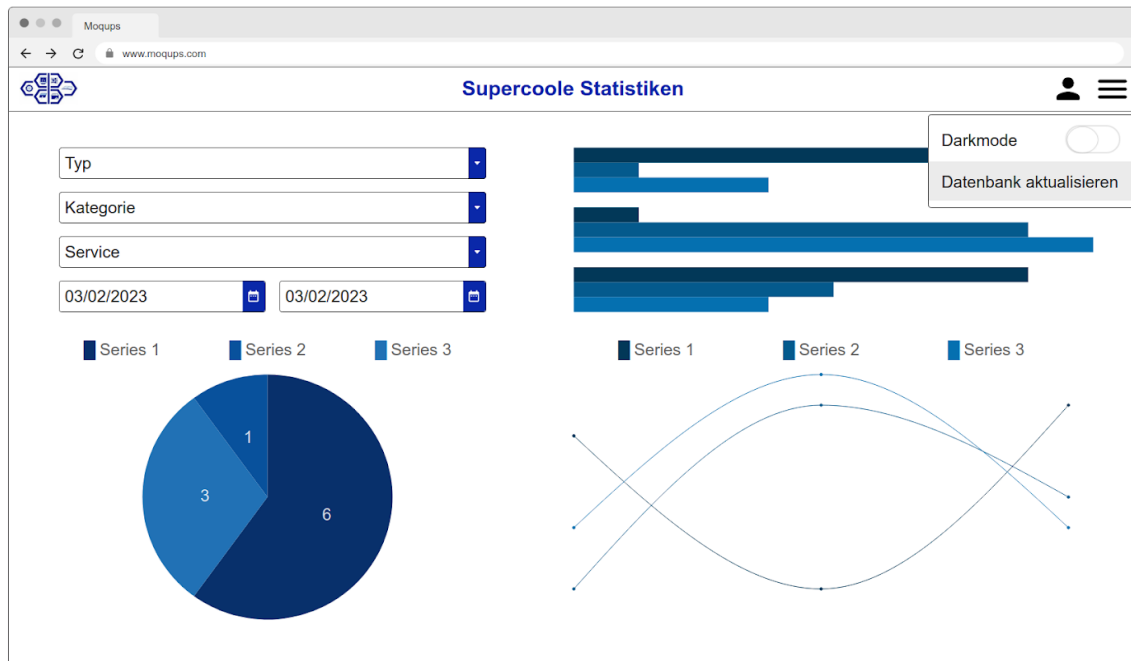 Moqups
www.moqups.com
Supercoole Statistiken
Darkmode
Datenbank aktualisieren
Typ
Kategorie
Service
03/02/2023 03/02/2023
Series 1 Series 2 Series 3
Series 1 Series 2 Series 3
1
3
6